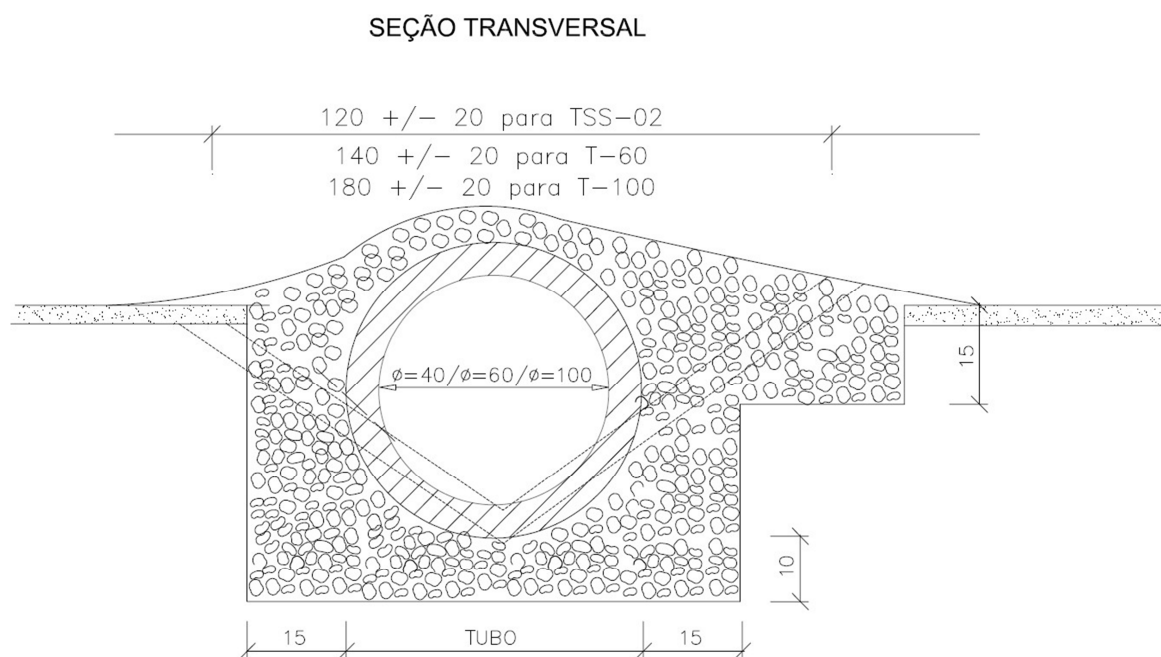 SEÇÃO TRANSVERSAL
120 +/- 20 para TSS-02
140 +/- 20 para T-60
180 +/- 20 para T-100
ø=40/ø=60/ø=100
15
10
15 TUBO 15